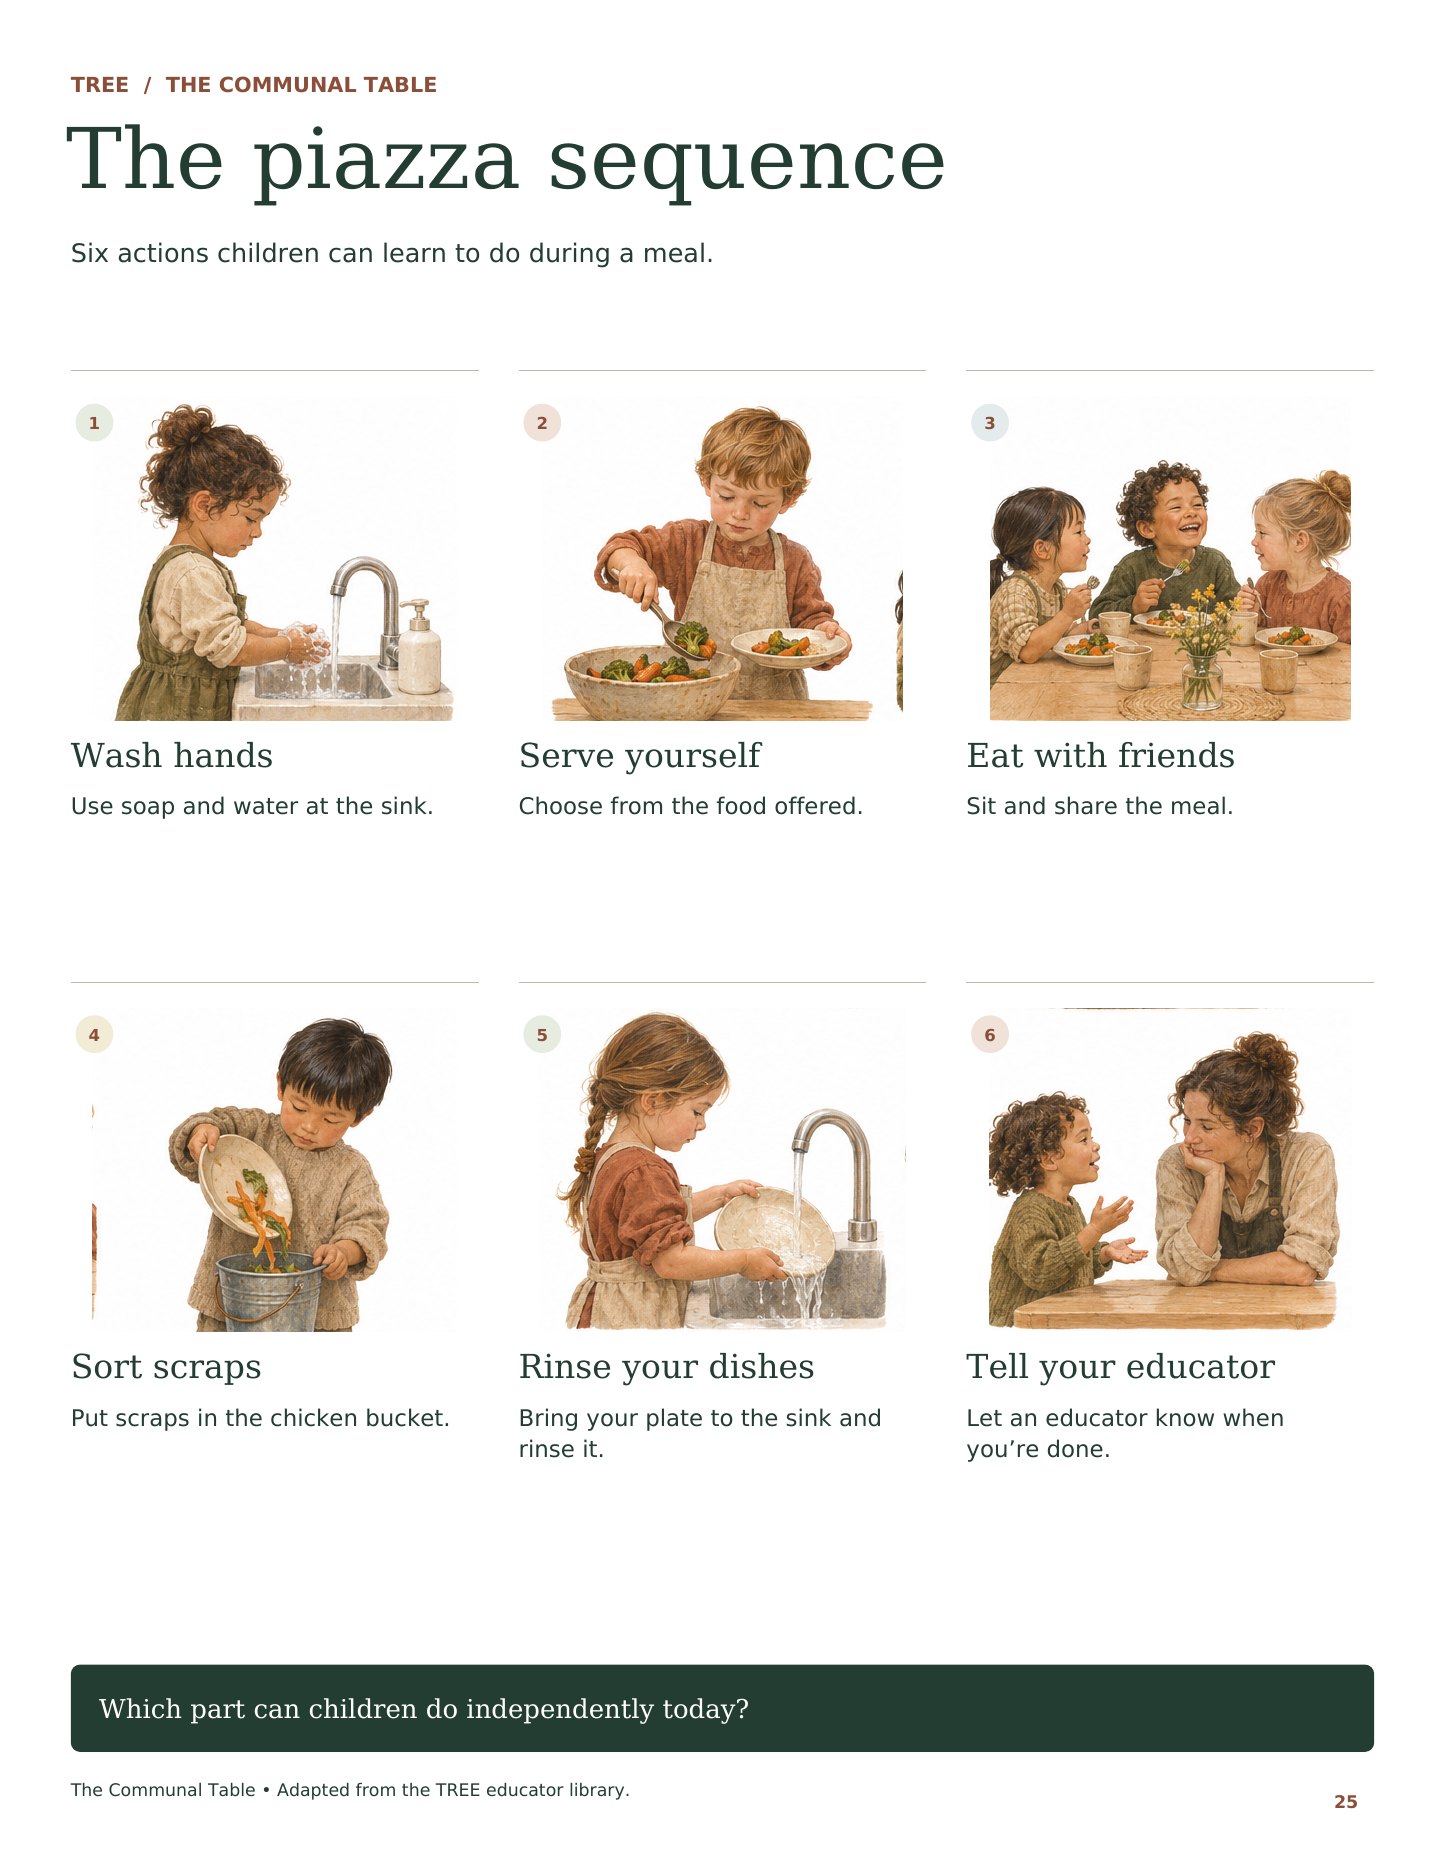 TREE / THE COMMUNAL TABLE
The piazza sequence
Six actions children can learn to do during a meal.
1
2
3
Wash hands
Serve yourself
Eat with friends
Use soap and water at the sink.
Choose from the food offered.
Sit and share the meal.
4
5
6
Sort scraps
Rinse your dishes
Tell your educator
Put scraps in the chicken bucket.
Bring your plate to the sink and
rinse it.
Let an educator know when
you’re done.
Which part can children do independently today?
The Communal Table • Adapted from the TREE educator library.
25